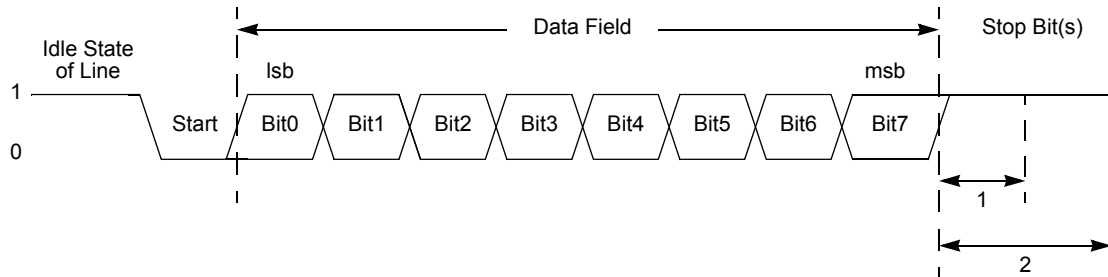 Data Field
Stop Bit(s)
Idle State
of Line
lsb
msb
1
Start
Bit0
Bit1
Bit2
Bit3
Bit4
Bit5
Bit6
Bit7
0
1
2